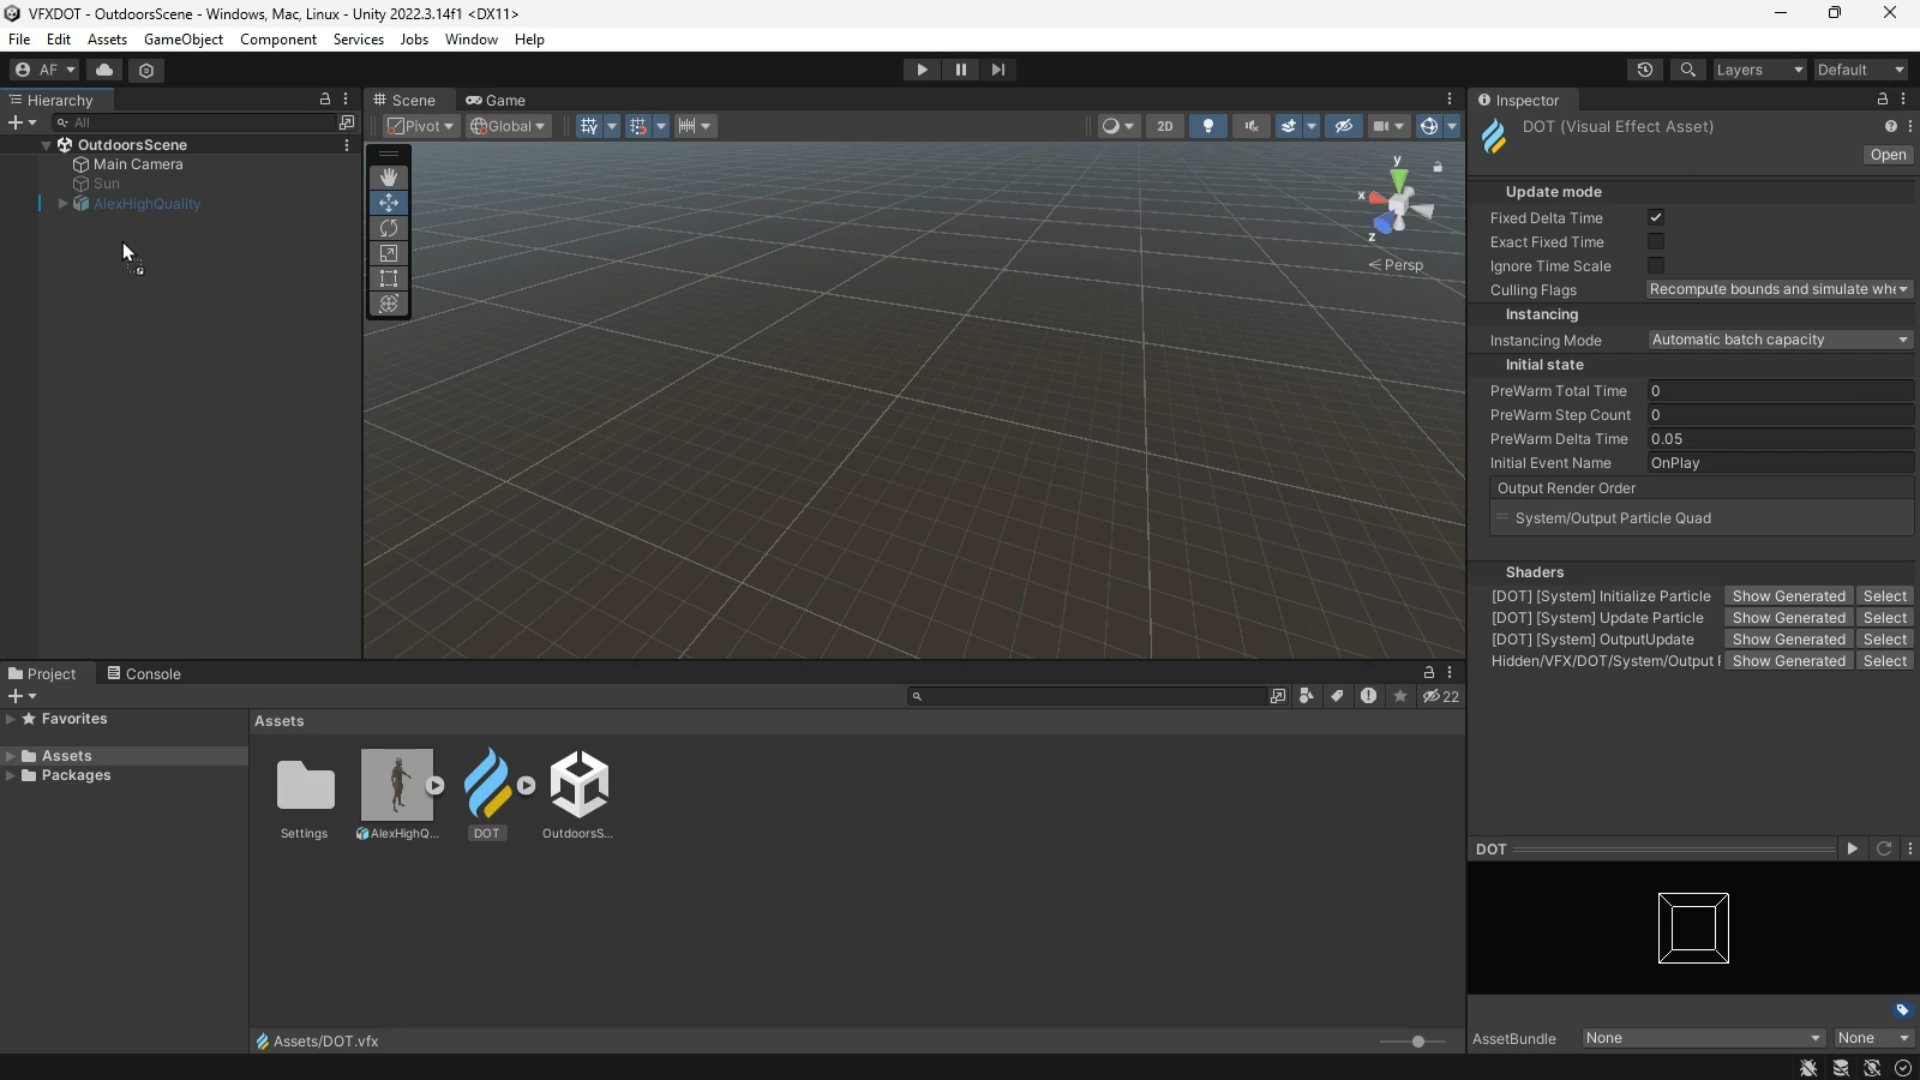 VFXDOT - OutdoorsScene - Windows, Mac, Linux - Unity 2022.3.14f1 <DX11>
File Edit Assets GameObject Component Services Jobs Window Help
AF
Layers Default
Hierarchy
Scene Game
Inspector
All
Pivot Global
2D
DOT (Visual Effect Asset)
Open
OutdoorsScene
Main Camera
Sun
AlexHighQuality
y
x
z
Persp
Update mode
Fixed Delta Time
Exact Fixed Time
Ignore Time Scale
Culling Flags Recompute bounds and simulate whe
Instancing
Instancing Mode Automatic batch capacity
Initial state
PreWarm Total Time 0
PreWarm Step Count 0
PreWarm Delta Time 0.05
Initial Event Name OnPlay
Output Render Order
System/Output Particle Quad
Shaders
[DOT] [System] Initialize Particle Show Generated Select
[DOT] [System] Update Particle Show Generated Select
[DOT] [System] OutputUpdate Show Generated Select
Hidden/VFX/DOT/System/Output Show Generated Select
Project Console
22
Favorites
Assets
Packages
Assets
Settings
AlexHighQ...
DOT
OutdoorsS...
Assets/DOT.vfx
DOT
AssetBundle None None